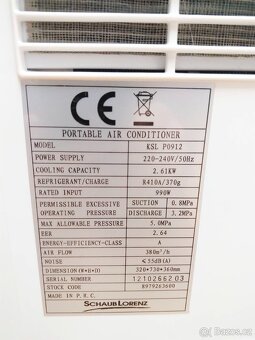 CE
PORTABLE AIR CONDITIONER
MODEL KSL P0912
POWER SUPPLY 220-240V/50Hz
COOLING CAPACITY 2.61KW
REFRIGERANT/CHARGE R410A/370g
RATED INPUT 990W
PERMISSIBLE EXCESSIVE OPERATING PRESSURE SUCTION 0.8MPa
DISCHARGE 3.2MPa
MAX ALLOWABLE PRESSURE 5.0MPa
EER 2.64
ENERGY-EFFICIENCY-CLASS A
AIR FLOW 380m³/h
NOISE ≤55dB(A)
DIMENSION(W*H*D) 320*730*360mm
SERIAL NUMBER 1210266203
STOCK CODE 8979263600
MADE IN P.R.C.
SCHAUB LORENZ
bazos.cz